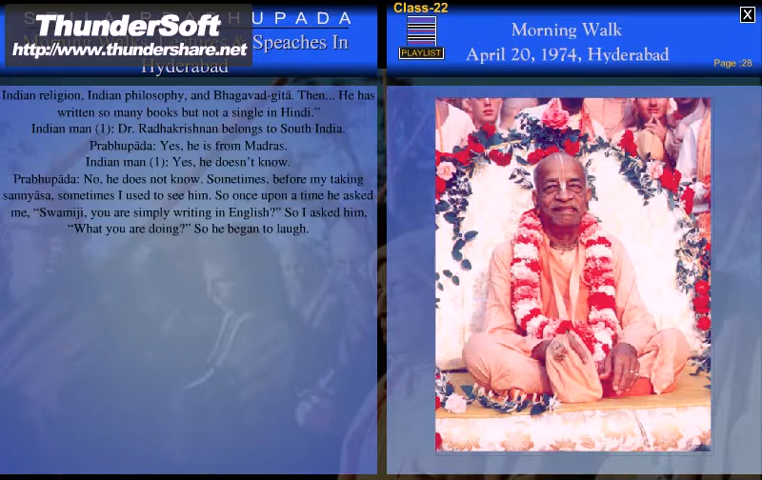 ThunderSoft
http://www.thundershare.net
UPADA
Speaches In
Hyderabad
Indian religion, Indian philosophy, and Bhagavad-gītā. Then... He has
written so many books but not a single in Hindi.”
Indian man (1): Dr. Radhakrishnan belongs to South India.
Prabhupāda: Yes, he is from Madras.
Indian man (1): Yes, he doesn’t know.
Prabhupāda: No, he does not know. Sometimes, before my taking
sannyāsa, sometimes I used to see him. So once upon a time he asked
me, “Swamiji, you are simply writing in English?” So I asked him,
“What you are doing?” So he began to laugh.
Class-22
PLAYLIST
Morning Walk
April 20, 1974, Hyderabad
Page :28
X